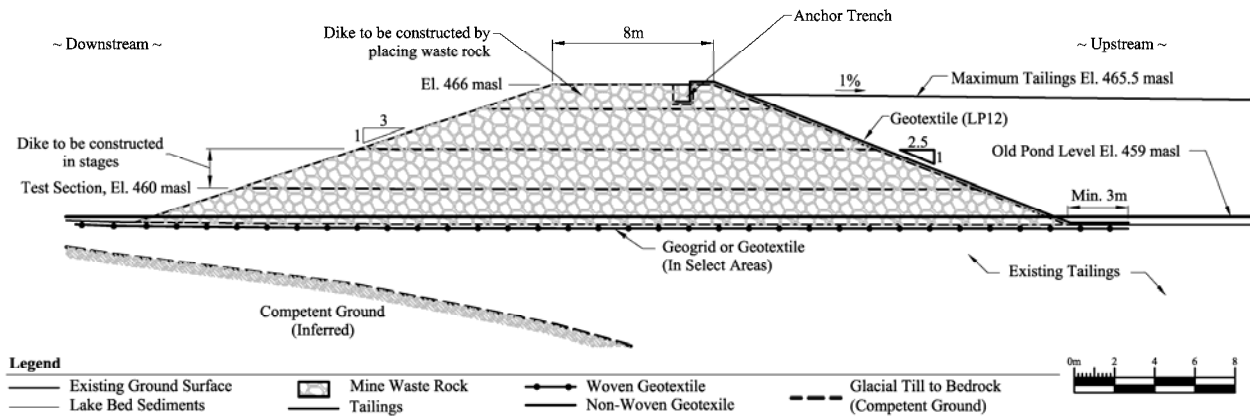 Anchor Trench
~ Downstream ~
Dike to be constructed by
placing waste rock
8m
~ Upstream ~
El. 466 masl
1%
Maximum Tailings El. 465.5 masl
Geotextile (LP12)
3
1
2.5
1
Dike to be constructed
in stages
Old Pond Level El. 459 masl
Test Section, El. 460 masl
Min. 3m
Geogrid or Geotextile
(In Select Areas)
Existing Tailings
Competent Ground
(Inferred)
Legend
Existing Ground Surface
Lake Bed Sediments
Mine Waste Rock
Tailings
Woven Geotextile
Non-Woven Geotexile
Glacial Till to Bedrock
(Competent Ground)
0m 2 4 6 8